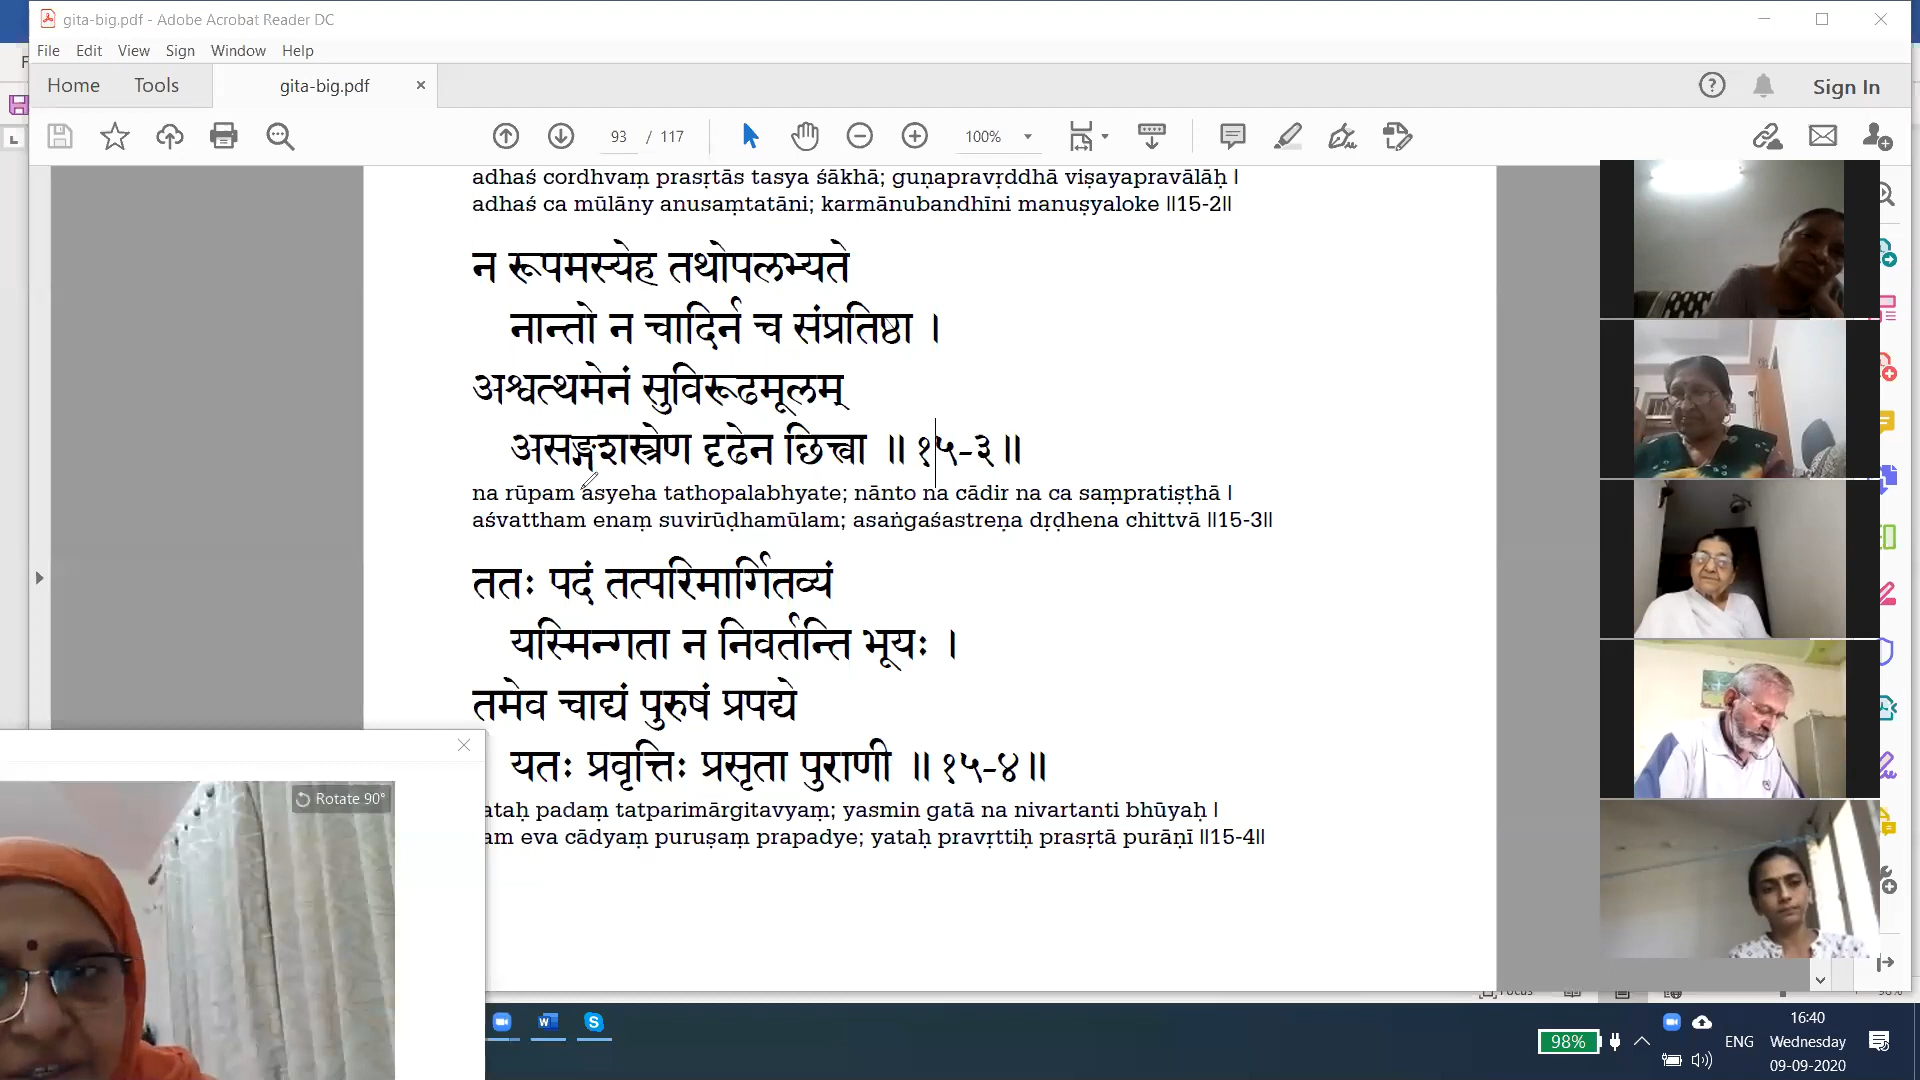 gita-big.pdf - Adobe Acrobat Reader DC
File Edit View Sign Window Help
Home Tools gita-big.pdf × Sign In
93 / 117 100%
adhaś cordhvaṃ prasṛtās tasya śākhā; guṇapravṛddhā viṣayapravālāḥ ।
adhaś ca mūlāny anusaṃtatāni; karmānubandhīni manuṣyaloke ॥15-2॥
न रूपमस्येह तथोपलभ्यते
नान्तो न चादिर्न च संप्रतिष्ठा ।
अश्वत्थमेनं सुविरूढमूलम्
असङ्गशस्त्रेण दृढेन छित्त्वा ॥ १५-३॥
na rūpam asyeha tathopalabhyate; nānto na cādir na ca saṃpratiṣṭhā ।
aśvattham enaṃ suvirūḍhamūlam; asaṅgaśastreṇa dṛḍhena chittvā ॥15-3॥
ततः पदं तत्परिमार्गितव्यं
यस्मिन्गता न निवर्तन्ति भूयः ।
तमेव चाद्यं पुरुषं प्रपद्ये
यतः प्रवृत्तिः प्रसृता पुराणी ॥ १५-४॥
ataḥ padaṃ tatparimārgitavyaṃ; yasmin gatā na nivartanti bhūyaḥ ।
am eva cādyaṃ puruṣaṃ prapadye; yataḥ pravṛttiḥ prasṛtā purāṇī ॥15-4॥
Rotate 90°
98%
16:40
ENG Wednesday
09-09-2020